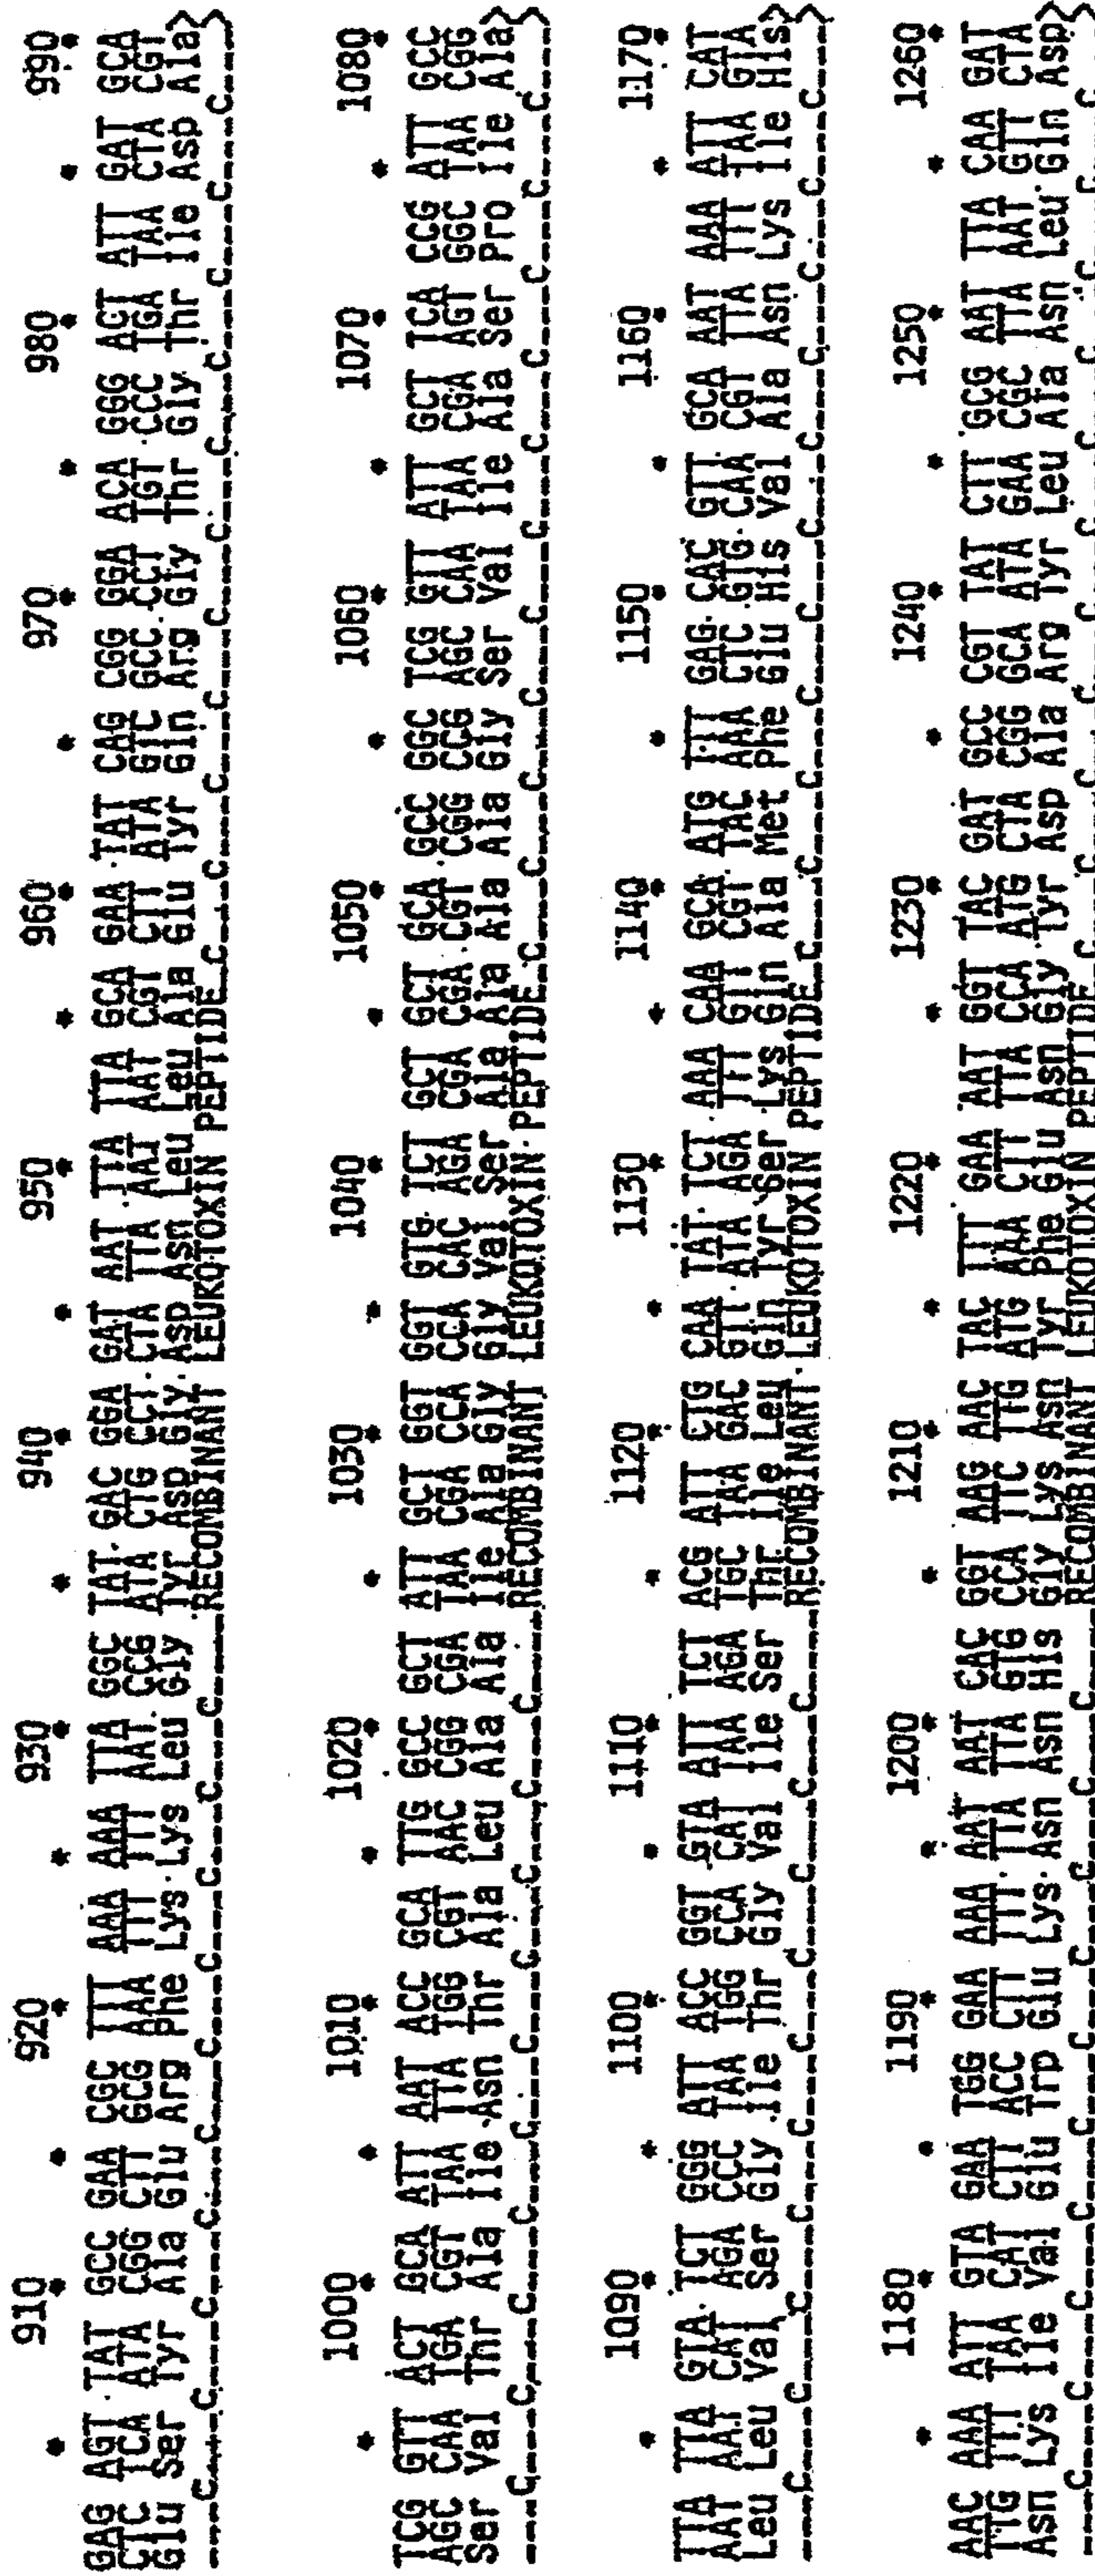 910 920 930 940 950 960 970 980 990
* * * * * * * * * * * * * * * * * *
GAG AGT TAT GCC GAA CGC TTT AAA AAA TTA GGC TAT GAC GGA GAT AAT TTA TTA GCA GAA TAT CAG CGG GGA ACA GGG ACT ATT GAT GCA
CTC TCA ATA CGG CTT GCG AAA TTT TTT AAT CCG ATA CTG CCT CTA TTA AAT AAT CGT CTT ATA GTC GCC CCT TGT CCC TGA TAA CTA CGT
Glu Ser Tyr Ala Glu Arg Phe Lys Lys Leu Gly Tyr Asp Gly Asp Asn Leu Leu Ala Glu Tyr Gln Arg Gly Thr Gly Thr Ile Asp Ala>
----C----C----C----C----C----C----C----C____RECOMBINANT LEUKOTOXIN PEPTIDE_C----C----C----C----C----C----C----C----C---->
1000 1010 1020 1030 1040 1050 1060 1070 1080
* * * * * * * * * * * * * * * * * *
TCG GTT ACT GCA ATT AAT ACC GCA TTG GCC GCT ATT GCT GGT GGT GTG TCT GCT GCT GCA GCC GGC TCG GTT ATT GCT TCA CCG ATT GCC
AGC CAA TGA CGT TAA TTA TGG CGT AAC CGG CGA TAA CGA CCA CCA CAC AGA CGA CGA CGT CGG CCG AGC CAA TAA CGA AGT GGC TAA CGG
Ser Val Thr Ala Ile Asn Thr Ala Leu Ala Ala Ile Ala Gly Gly Val Ser Ala Ala Ala Ala Gly Ser Val Ile Ala Ser Pro Ile Ala>
----C----C----C----C----C----C----C----C____RECOMBINANT LEUKOTOXIN PEPTIDE_C----C----C----C----C----C----C----C----C---->
1090 1100 1110 1120 1130 1140 1150 1160 1170
* * * * * * * * * * * * * * * * * *
TTA TTA GTA TCT GGG ATT ACC GGT GTA ATT TCT ACG ATT CTG CAA TAT TCT AAA CAA GCA ATG TTT GAG CAC GTT GCA AAT AAA ATT CAT
AAT AAT CAT AGA CCC TAA TGG CCA CAT TAA AGA TGC TAA GAC GTT ATA AGA TTT GTT CGT TAC AAA CTC GTG CAA CGT TTA TTT TAA GTA
Leu Leu Val Ser Gly Ile Thr Gly Val Ile Ser Thr Ile Leu Gln Tyr Ser Lys Gln Ala Met Phe Glu His Val Ala Asn Lys Ile His>
----C----C----C----C----C----C----C----C____RECOMBINANT LEUKOTOXIN PEPTIDE_C----C----C----C----C----C----C----C----C---->
1180 1190 1200 1210 1220 1230 1240 1250 1260
* * * * * * * * * * * * * * * * * *
AAC AAA ATT GTA GAA TGG GAA AAA AAT AAT CAC GGT AAG AAC TAC TTT GAA AAT GGT TAC GAT GCC CGT TAT CTT GCG AAT TTA CAA GAT
TTG TTT TAA CAT CTT ACC CTT TTT TTA TTA GTG CCA TTC TTG ATG AAA CTT TTA CCA ATG CTA CGG GCA ATA GAA CGC TTA AAT GTT CTA
Asn Lys Ile Val Glu Trp Glu Lys Asn Asn His Gly Lys Asn Tyr Phe Glu Asn Gly Tyr Asp Ala Arg Tyr Leu Ala Asn Leu Gln Asp>
----C----C----C----C----C----C----C----C____RECOMBINANT LEUKOTOXIN PEPTIDE_C----C----C----C----C----C----C----C----C---->